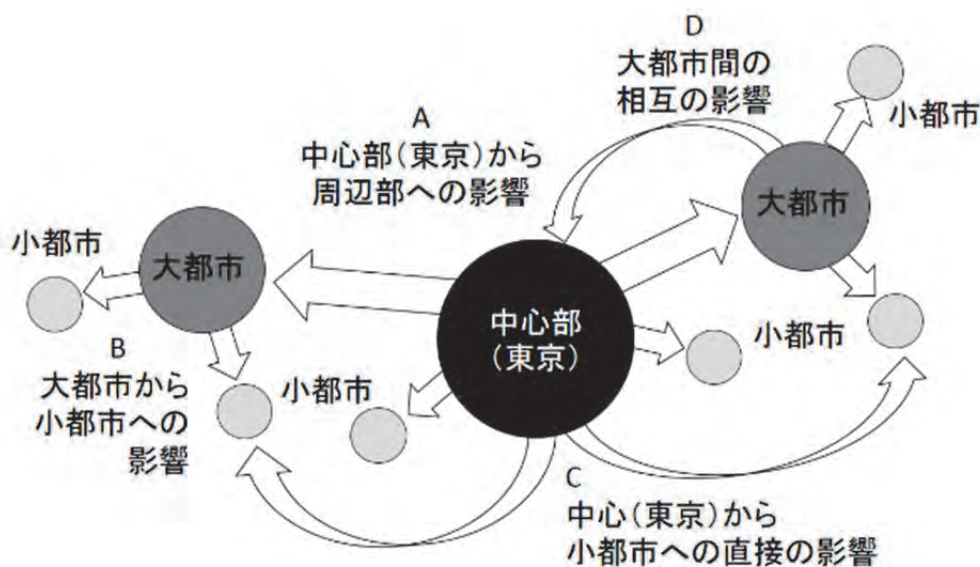 D
大都市間の
相互の影響
小都市
A
中心部(東京)から
周辺部への影響
大都市
小都市
大都市
中心部
(東京)
小都市
B
大都市から
小都市への
影響
小都市
C
中心(東京)から
小都市への直接の影響